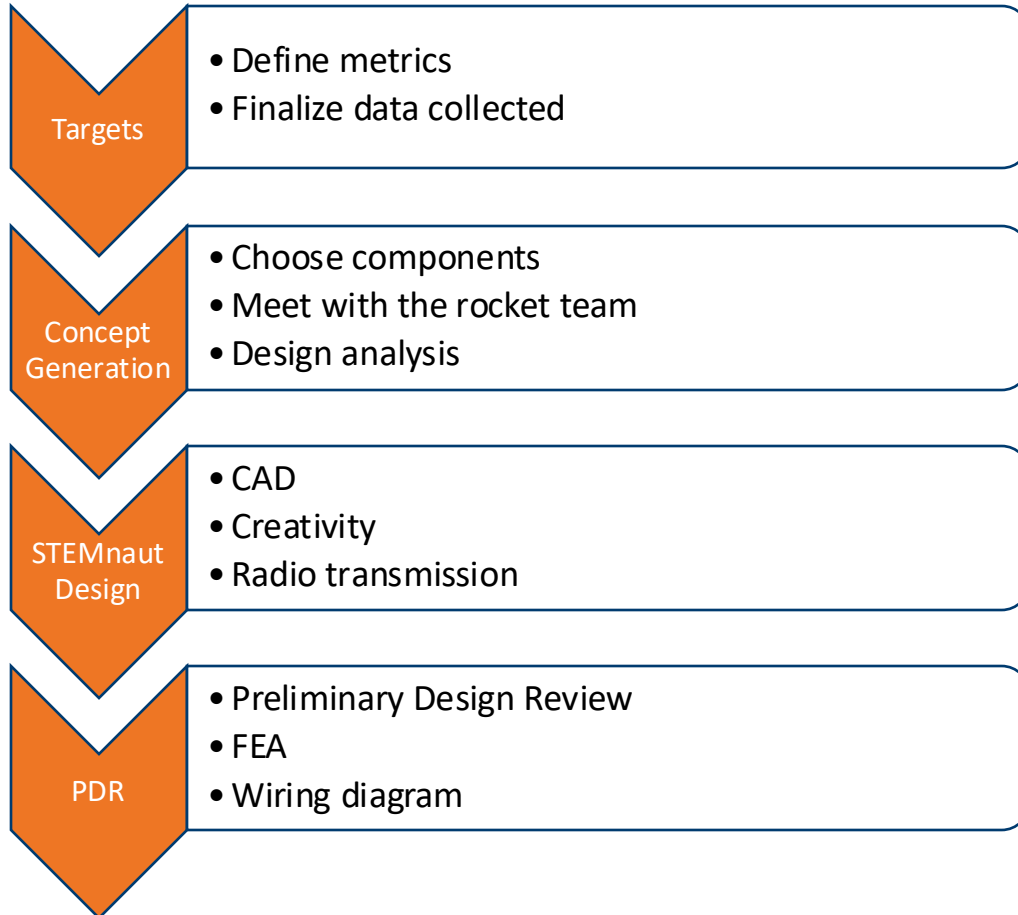 Targets
• Define metrics
• Finalize data collected
Concept
Generation
• Choose components
• Meet with the rocket team
• Design analysis
STEMnaut
Design
• CAD
• Creativity
• Radio transmission
PDR
• Preliminary Design Review
• FEA
• Wiring diagram